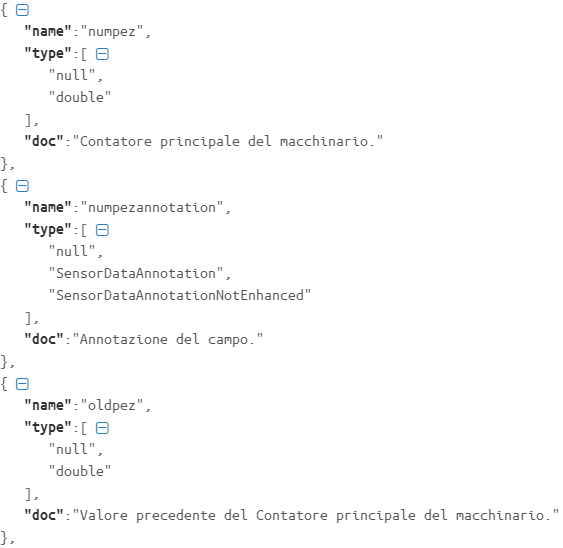 {
"name":"numpez",
"type":[
"null",
"double"
],
"doc":"Contatore principale del macchinario."
},
{
"name":"numpezannotation",
"type":[
"null",
"SensorDataAnnotation",
"SensorDataAnnotationNotEnhanced"
],
"doc":"Annotazione del campo."
},
{
"name":"oldpez",
"type":[
"null",
"double"
],
"doc":"Valore precedente del Contatore principale del macchinario."
},